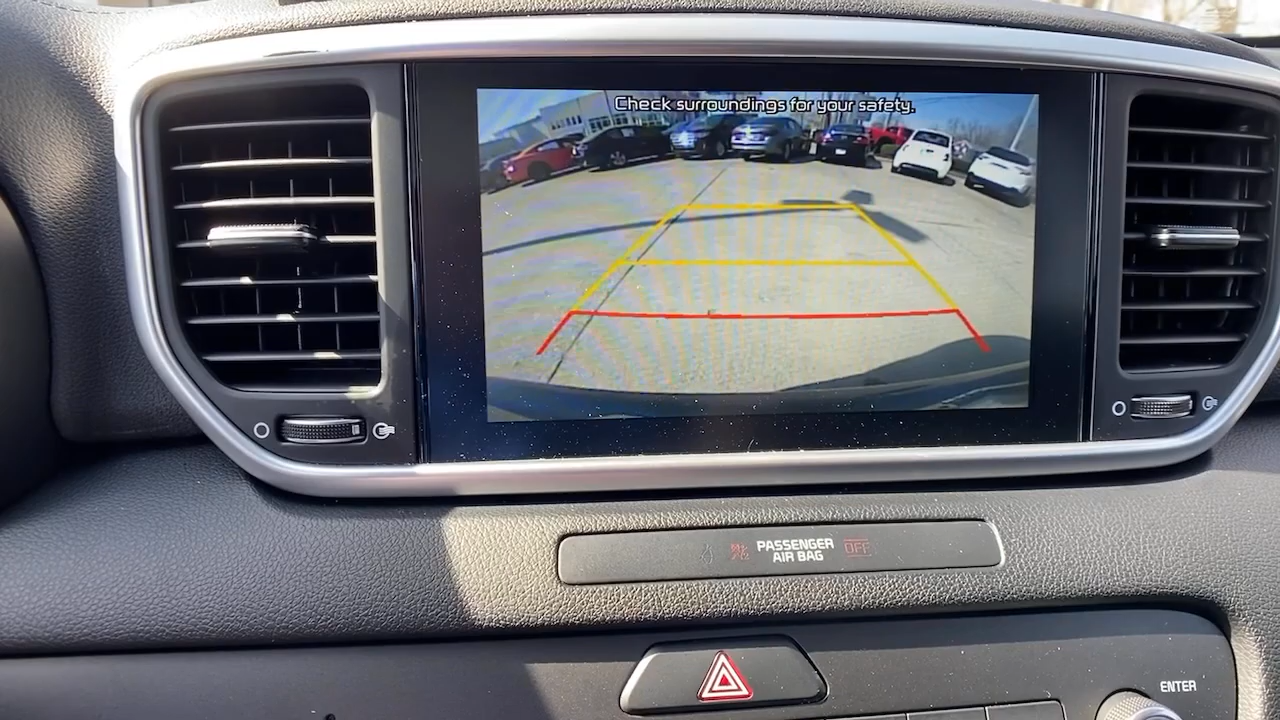 Check surroundings for your safety.
PASSENGER
AIR BAG
OFF
ENTER